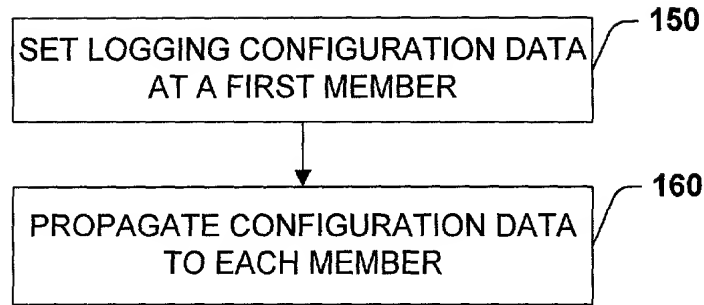 150
SET LOGGING CONFIGURATION DATA
AT A FIRST MEMBER
160
PROPAGATE CONFIGURATION DATA
TO EACH MEMBER